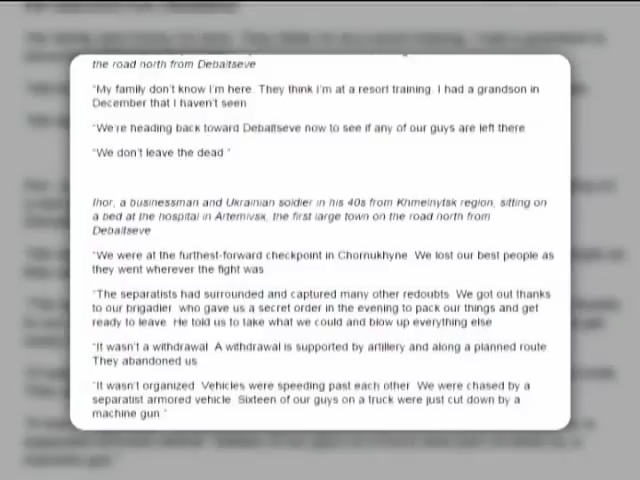 the road north from Debaltseve
"My family don't know I'm here. They think I'm at a resort training. I had a grandson in
December that I haven't seen
"We're heading back toward Debaltseve now to see if any of our guys are left there
"We don't leave the dead "
Ihor, a businessman and Ukrainian soldier in his 40s from Khmelnytsk region, sitting on
a bed at the hospital in Artemivsk, the first large town on the road north from
Debaltseve
"We were at the furthest-forward checkpoint in Chornukhyne We lost our best people as
they went wherever the fight was
"The separatists had surrounded and captured many other redoubts We got out thanks
to our brigadier who gave us a secret order in the evening to pack our things and get
ready to leave He told us to take what we could and blow up everything else
"It wasn't a withdrawal A withdrawal is supported by artillery and along a planned route
They abandoned us
"It wasn't organized Vehicles were speeding past each other We were chased by a
separatist armored vehicle Sixteen of our guys on a truck were just cut down by a
machine gun "